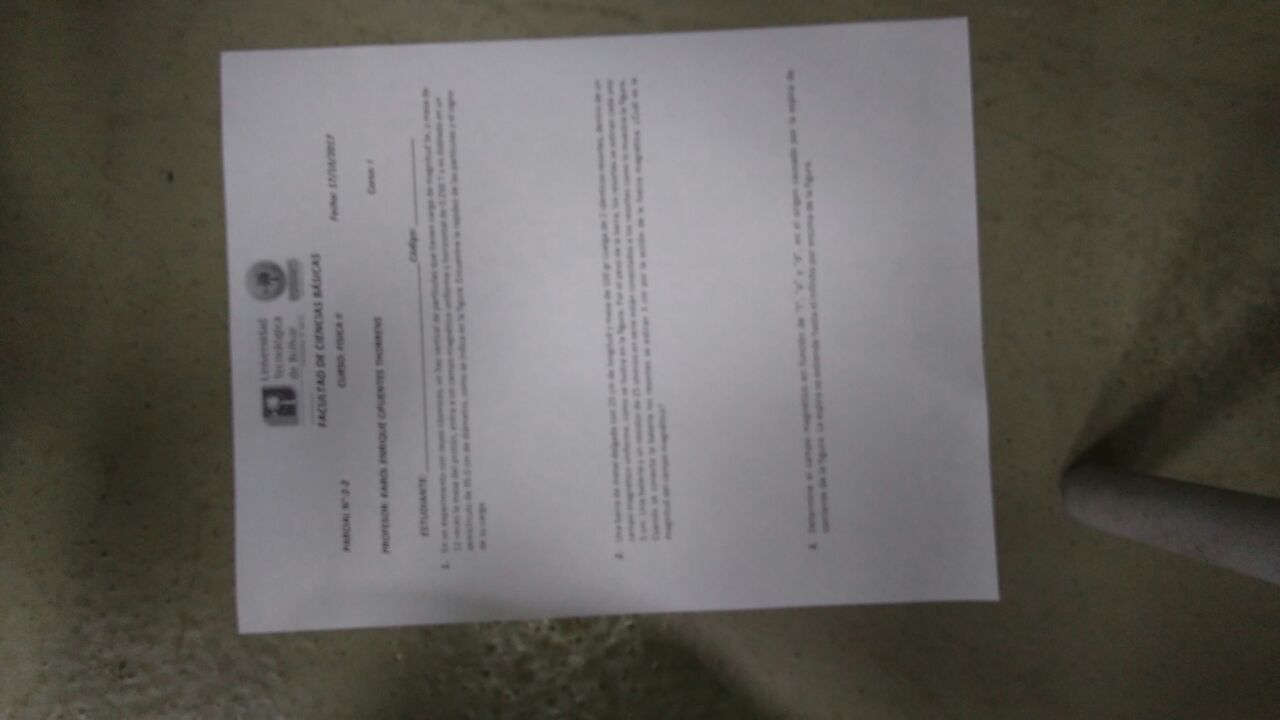 Universidad
Tecnológica
de Bolívar
FACULTAD DE CIENCIAS BÁSICAS
CURSO: FISICA II
Fecha: 17/10/2017
PARCIAL N° 2-2
PROFESOR: KAROL ENRIQUE CIFUENTES THORRENS
Curso: I
ESTUDIANTE: Código:
1. En un experimento con rayos cósmicos, un haz vertical de partículas que tienen carga de magnitud 3e, y masa de
12 veces la masa del protón, entra a un campo magnético uniforme y horizontal de 0.250 T y es doblado en un
semicírculo de 95.0 cm de diámetro, como se indica en la figura. Encuentre la rapidez de las partículas y el signo
de su carga.
2. Una barra de metal delgada con 25 cm de longitud y masa de 100 gr cuelga de 2 idénticos resortes, dentro de un
campo magnético uniforme, como se ilustra en la figura. Por el peso de la barra, los resortes se estiran cada uno
5 cm. Una batería y un resistor de 25 ohmnios en serie están conectados a los resortes como lo muestra la figura.
Cuando se conecta la batería los resortes se estiran 3 cm por la acción de la fuerza magnética. ¿Cuál es la
magnitud del campo magnético?
3. Determine el campo magnético en función de en el origen causado por la espira de
corriente de la figura. La espira se extiende hasta el infinito por encima de la figura.